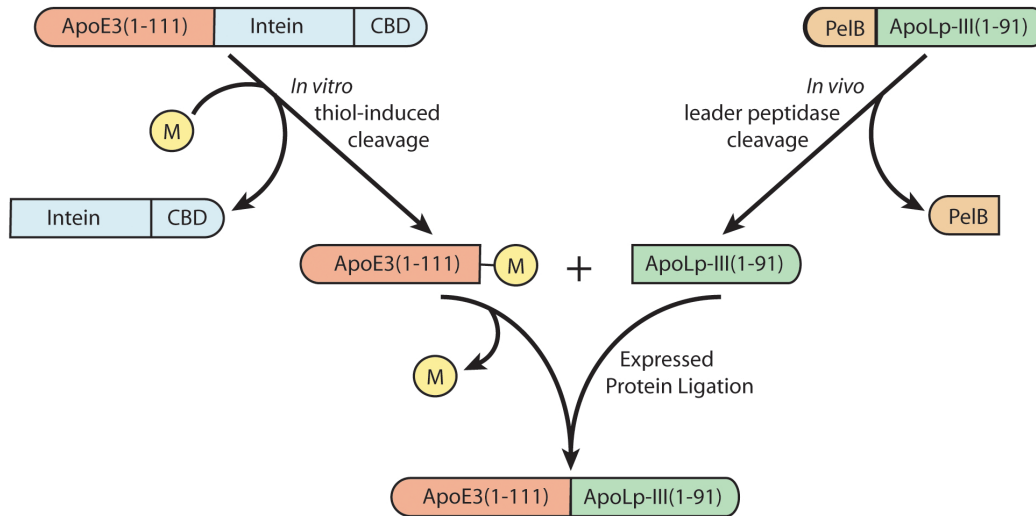 ApoE3(1-111) Intein CBD
PelB ApoLp-III(1-91)
In vitro
thiol-induced
cleavage
In vivo
leader peptidase
cleavage
M
Intein CBD
PelB
ApoE3(1-111) M + ApoLp-III(1-91)
M
Expressed
Protein Ligation
ApoE3(1-111) ApoLp-III(1-91)